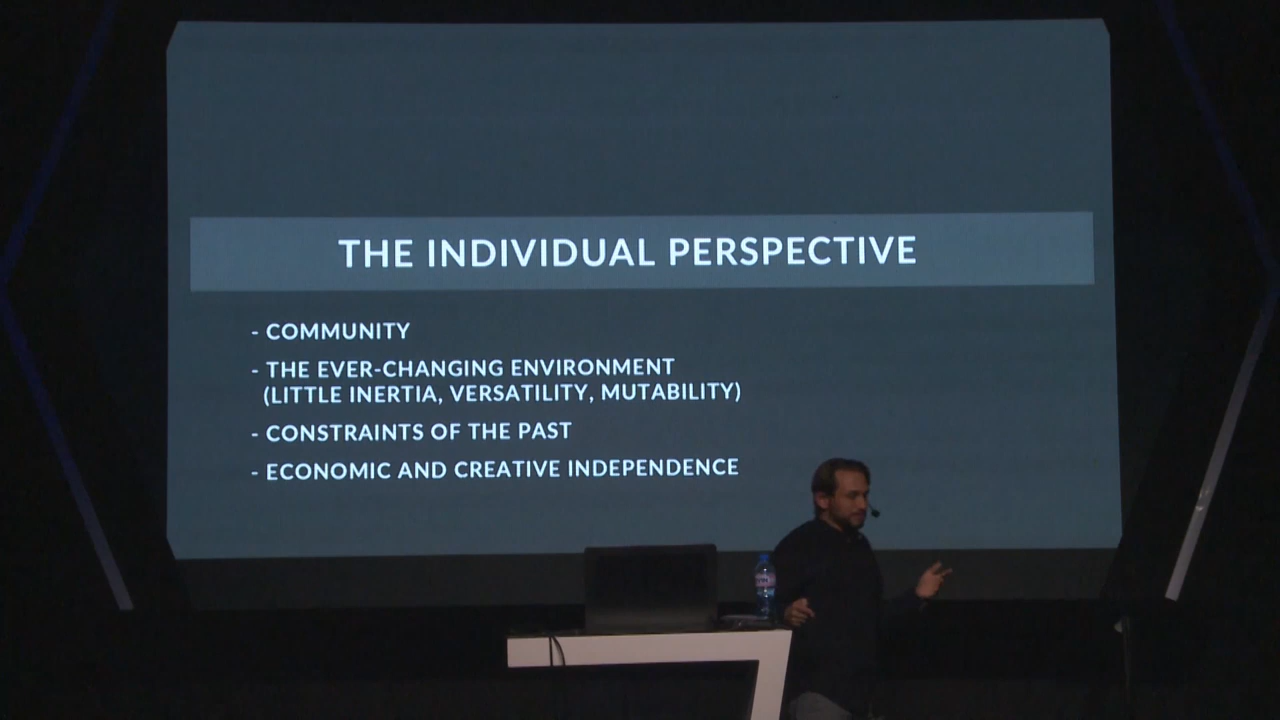 THE INDIVIDUAL PERSPECTIVE
- COMMUNITY
- THE EVER-CHANGING ENVIRONMENT
(LITTLE INERTIA, VERSATILITY, MUTABILITY)
- CONSTRAINTS OF THE PAST
- ECONOMIC AND CREATIVE INDEPENDENCE